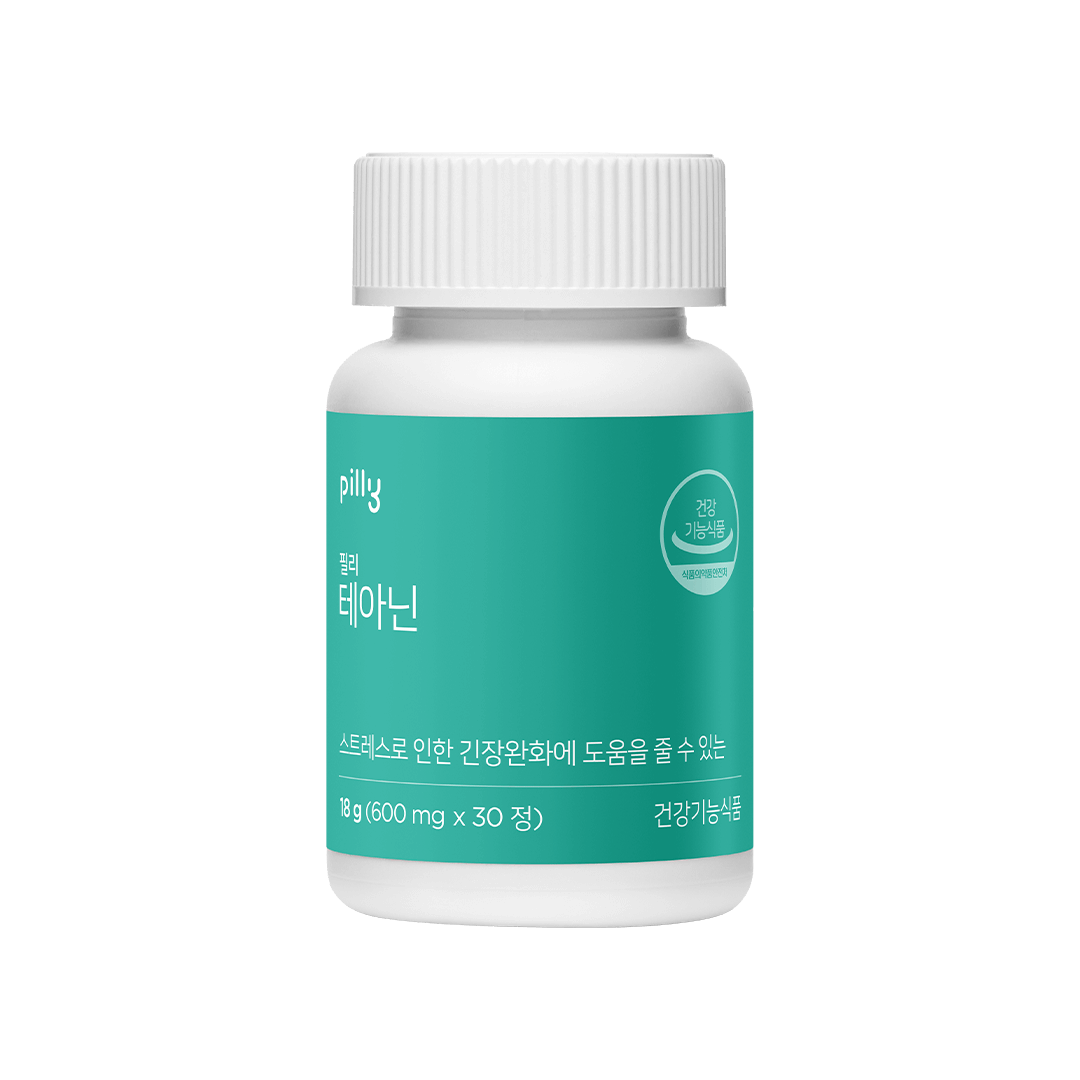 pilly
필리
테아닌
건강
기능식품
식품의약품안전처
스트레스로 인한 긴장완화에 도움을 줄 수 있는
18 g (600 mg x 30 정)
건강기능식품